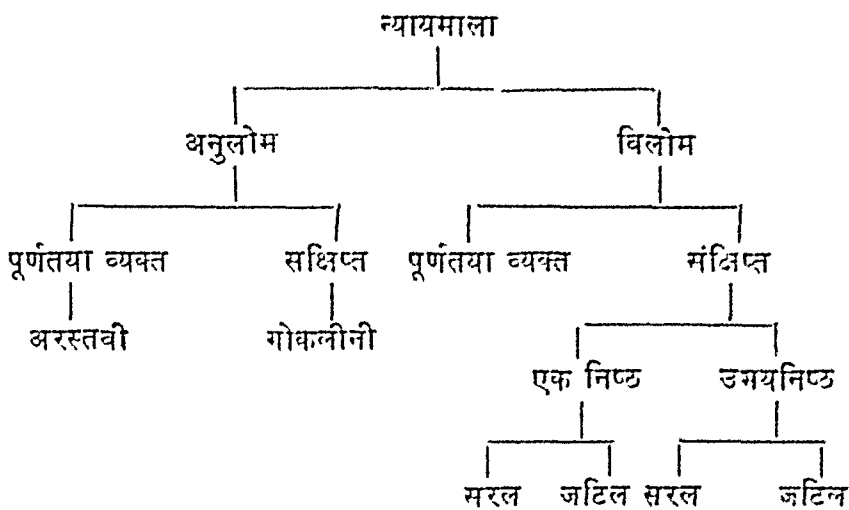 न्यायमाला
अनुलोम विलोम
पूर्णतया व्यक्त सक्षिप्त पूर्णतया व्यक्त संक्षिप्त
अरस्तवी गोकलीनी
एक निष्ठ उभयनिष्ठ
सरल जटिल सरल जटिल